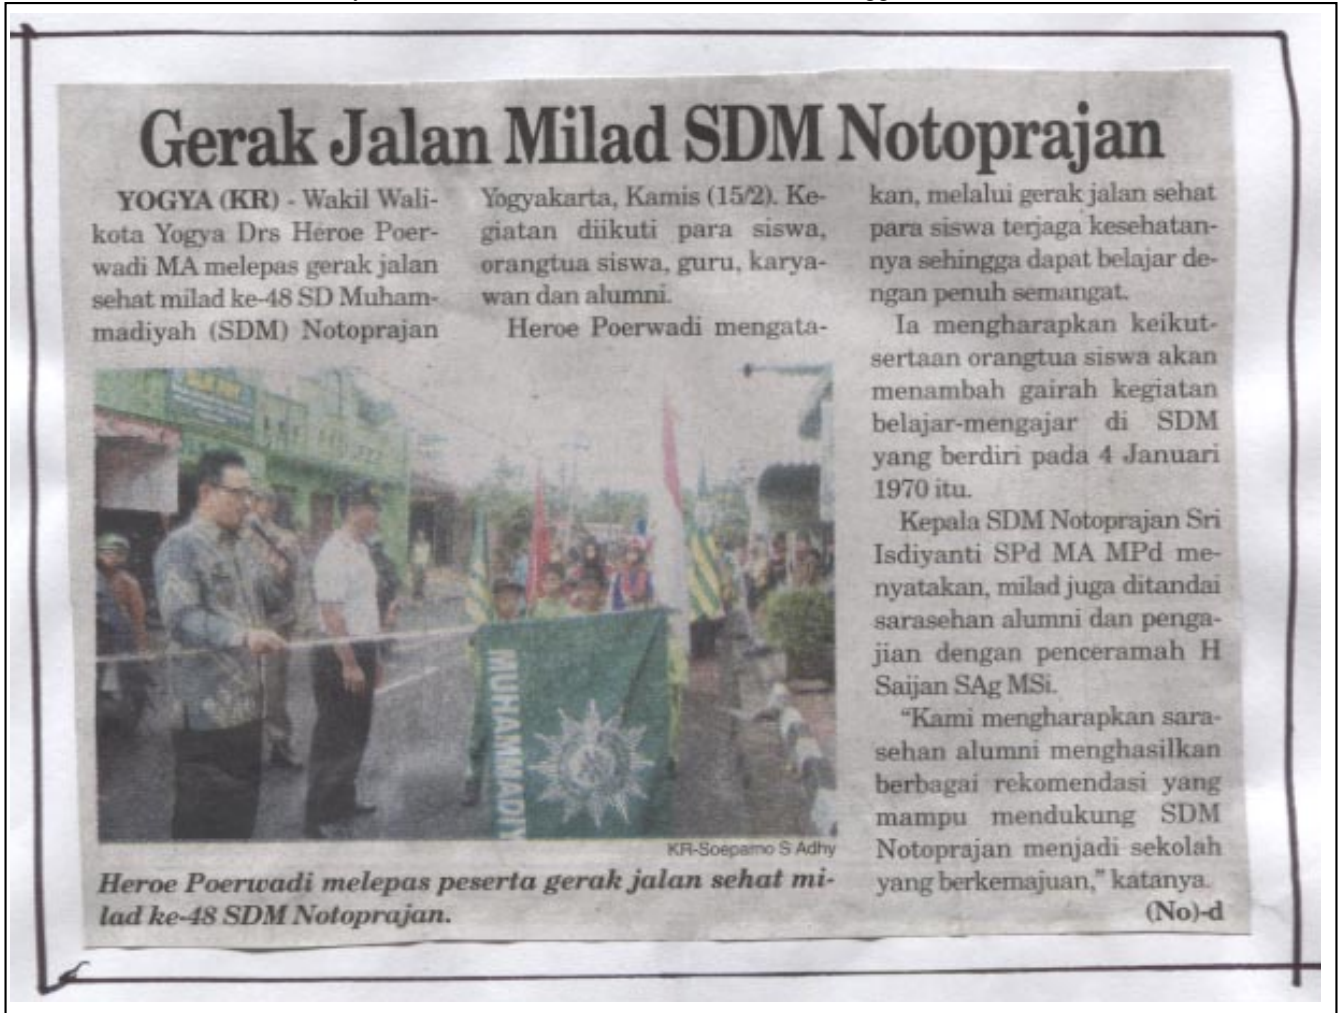 Gerak Jalan Milad SDM Notoprajan
YOGYA (KR) - Wakil Wali-
kota Yogya Drs Heroe Poer-
wadi MA melepas gerak jalan
sehat milad ke-48 SD Muham-
madiyah (SDM) Notoprajan
Yogyakarta, Kamis (15/2). Ke-
giatan diikuti para siswa,
orangtua siswa, guru, karya-
wan dan alumni.
Heroe Poerwadi mengata-
kan, melalui gerak jalan sehat
para siswa terjaga kesehatan-
nya sehingga dapat belajar de-
ngan penuh semangat.
Ia mengharapkan keikut-
sertaan orangtua siswa akan
menambah gairah kegiatan
belajar-mengajar di SDM
yang berdiri pada 4 Januari
1970 itu.
Kepala SDM Notoprajan Sri
Isdiyanti SPd MA MPd me-
nyatakan, milad juga ditandai
sarasehan alumni dan penga-
jian dengan penceramah H
Saijan SAg MSi.
"Kami mengharapkan sara-
sehan alumni menghasilkan
berbagai rekomendasi yang
mampu mendukung SDM
Notoprajan menjadi sekolah
yang berkemajuan," katanya.
(No)-d
MUHAMMADIY
KR-Soeparno S Adhy
Heroe Poerwadi melepas peserta gerak jalan sehat mi-
lad ke-48 SDM Notoprajan.